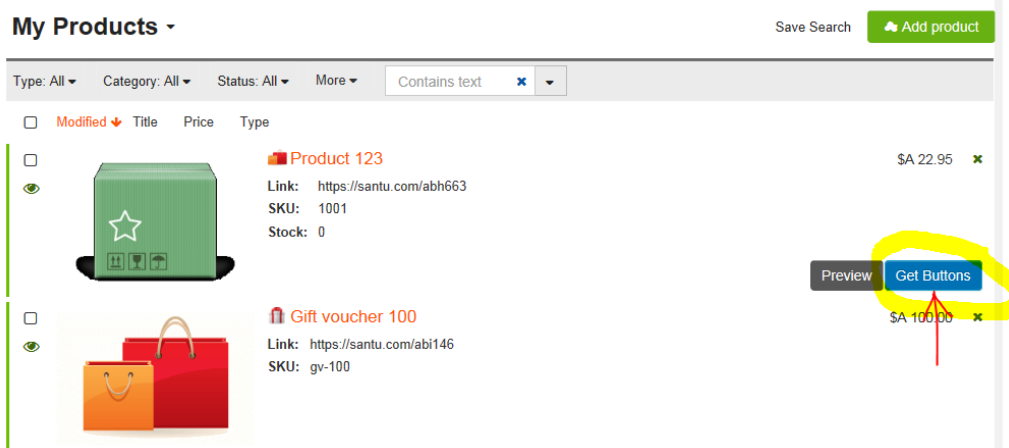 My Products
Save Search
Add product
Type: All
Category: All
Status: All
More
Contains text
Modified
Title
Price
Type
Product 123
$A 22.95
Link: https://santu.com/abh663
SKU: 1001
Stock: 0
Preview
Get Buttons
Gift voucher 100
$A 100.00
Link: https://santu.com/abi146
SKU: gv-100